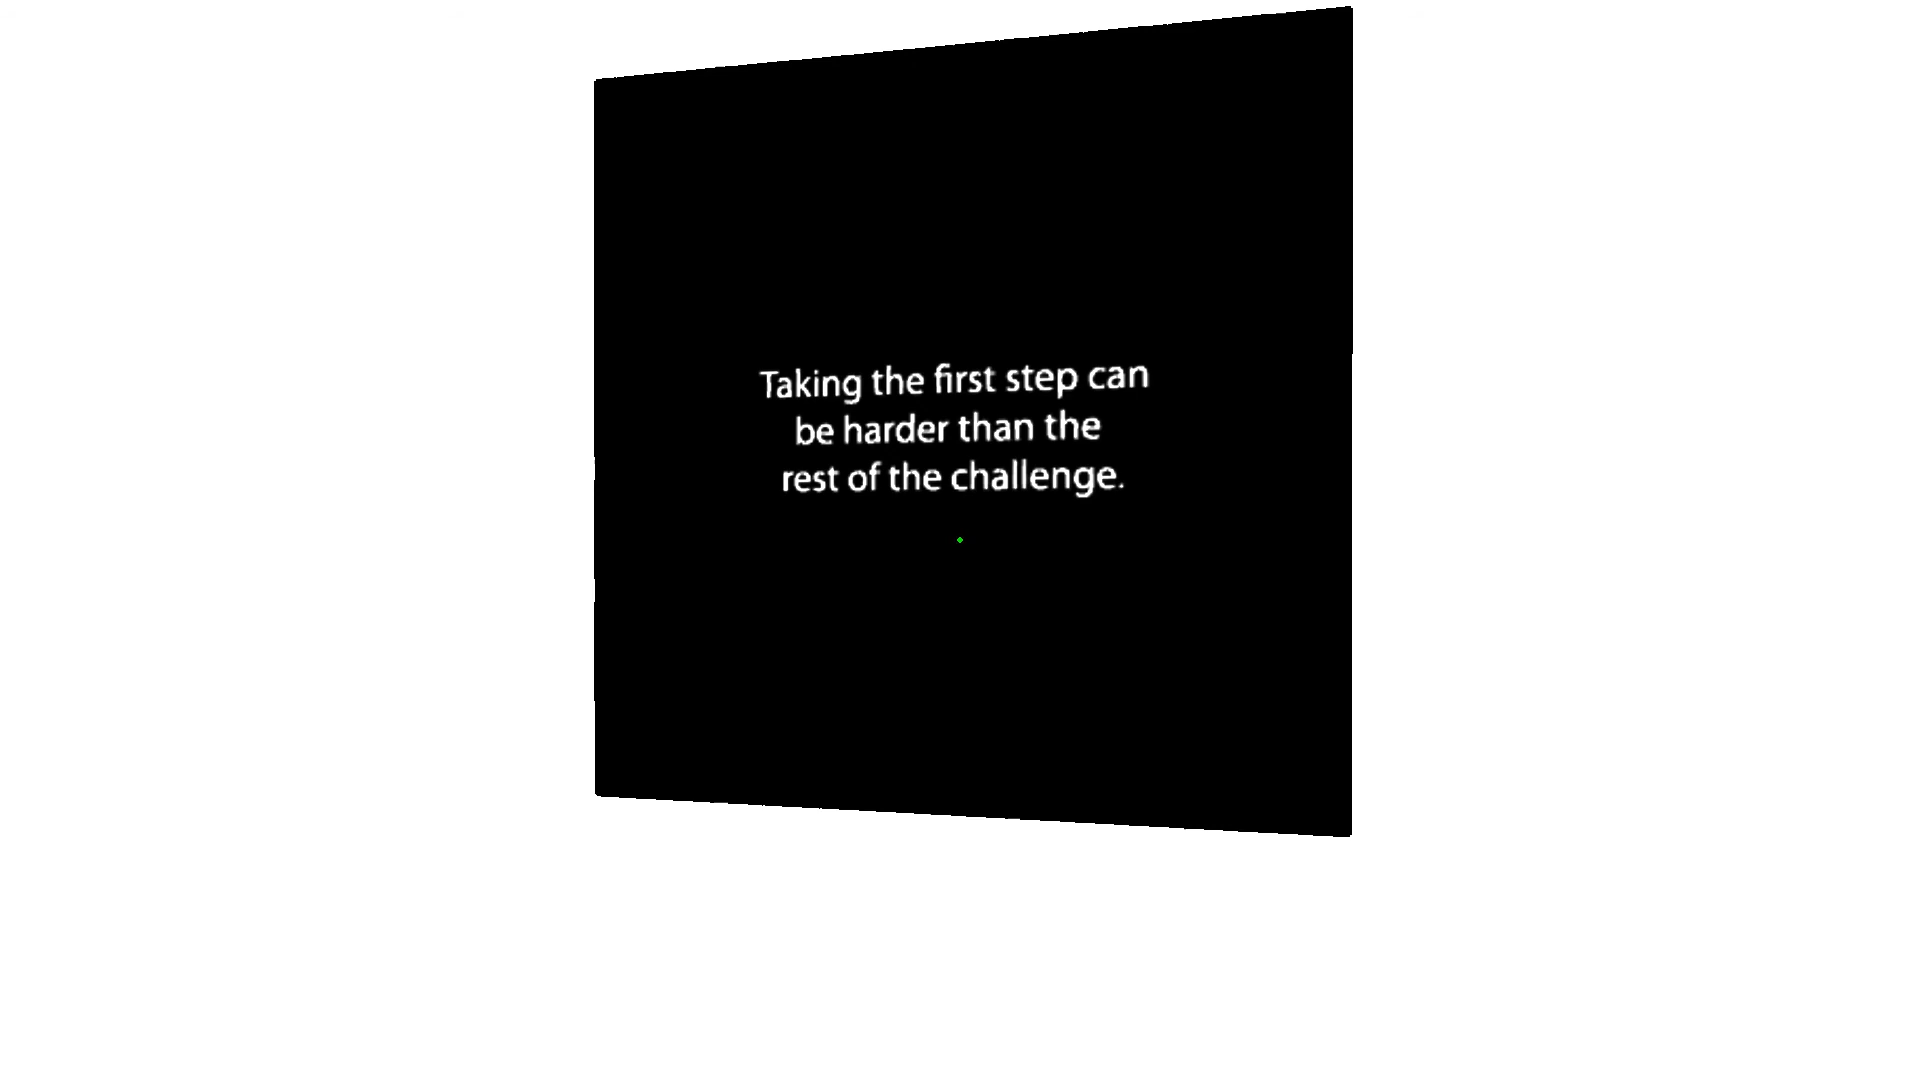 Taking the first step can
be harder than the
rest of the challenge.